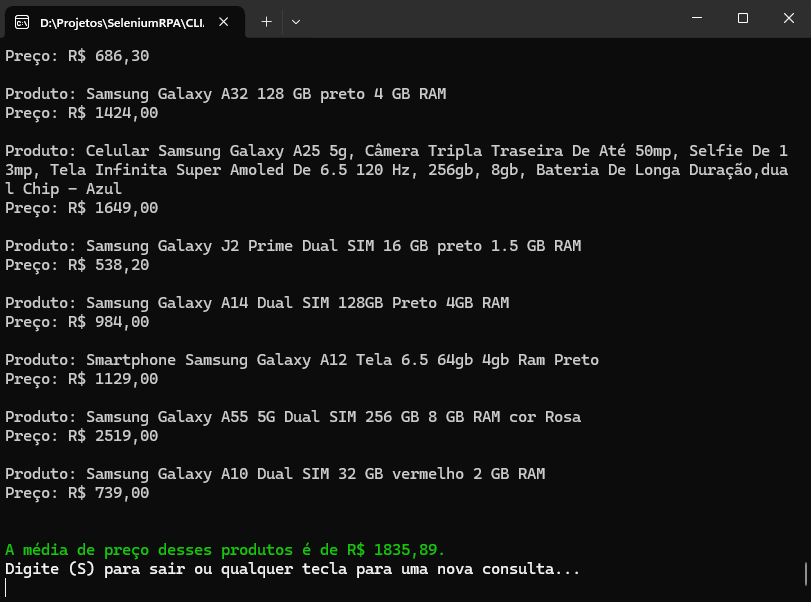 D:\Projetos\SeleniumRPA\CLI.
Preço: R$ 686,30
Produto: Samsung Galaxy A32 128 GB preto 4 GB RAM
Preço: R$ 1424,00
Produto: Celular Samsung Galaxy A25 5g, Câmera Tripla Traseira De Até 50mp, Selfie De 1
3mp, Tela Infinita Super Amoled De 6.5 120 Hz, 256gb, 8gb, Bateria De Longa Duração,dua
l Chip - Azul
Preço: R$ 1649,00
Produto: Samsung Galaxy J2 Prime Dual SIM 16 GB preto 1.5 GB RAM
Preço: R$ 538,20
Produto: Samsung Galaxy A14 Dual SIM 128GB Preto 4GB RAM
Preço: R$ 984,00
Produto: Smartphone Samsung Galaxy A12 Tela 6.5 64gb 4gb Ram Preto
Preço: R$ 1129,00
Produto: Samsung Galaxy A55 5G Dual SIM 256 GB 8 GB RAM cor Rosa
Preço: R$ 2519,00
Produto: Samsung Galaxy A10 Dual SIM 32 GB vermelho 2 GB RAM
Preço: R$ 739,00
A média de preço desses produtos é de R$ 1835,89.
Digite (S) para sair ou qualquer tecla para uma nova consulta...